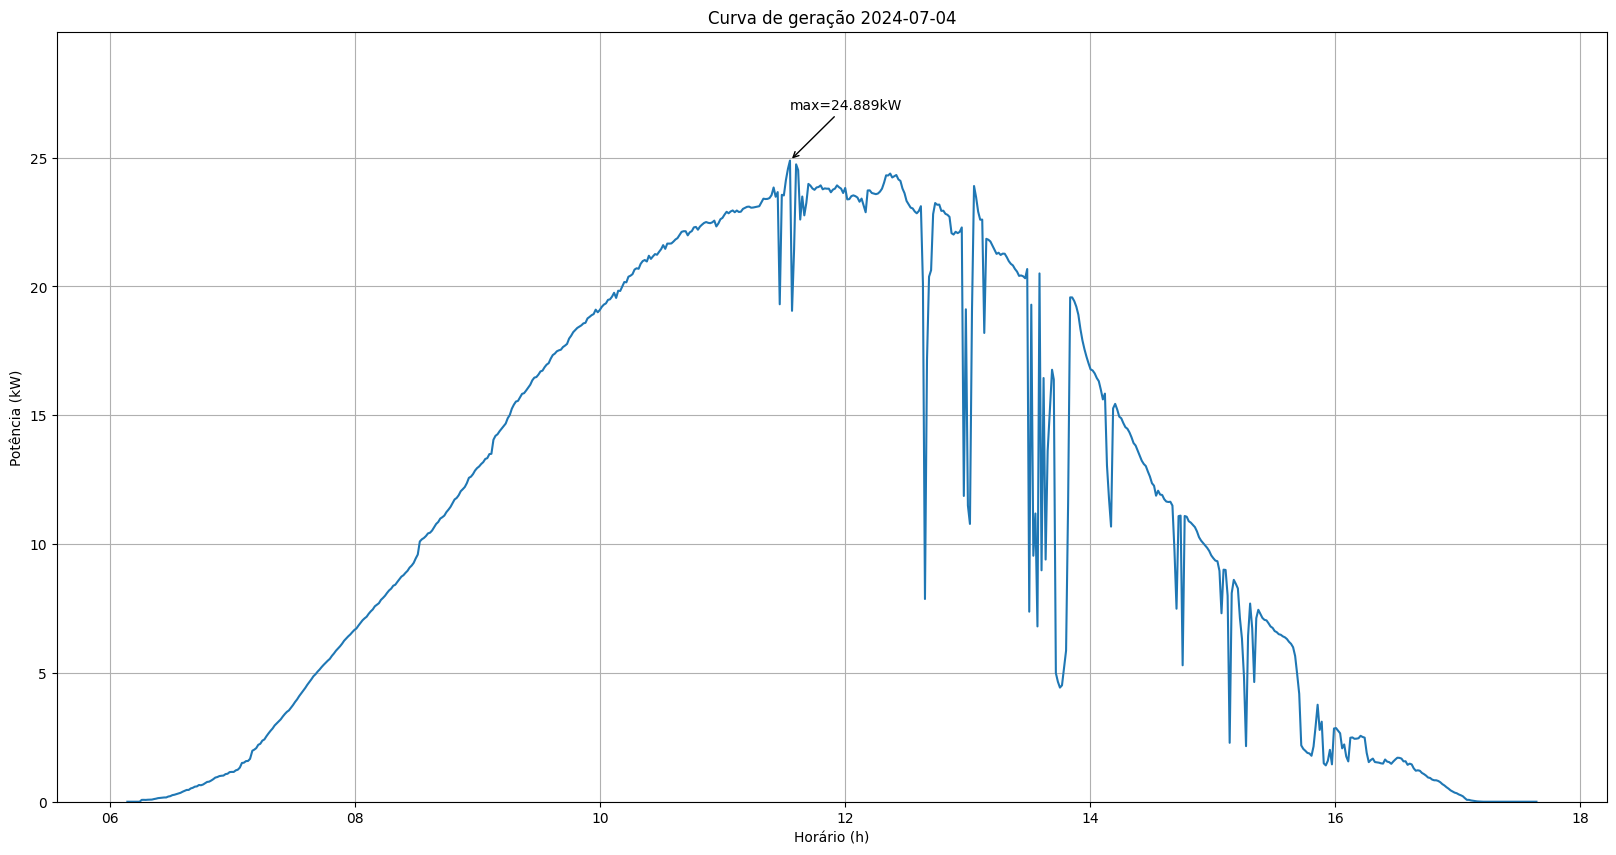 Curva de geração 2024-07-04
max=24.889kW
Potência (kW)
25
20
15
10
5
0
06 08 10 12 14 16 18
Horário (h)